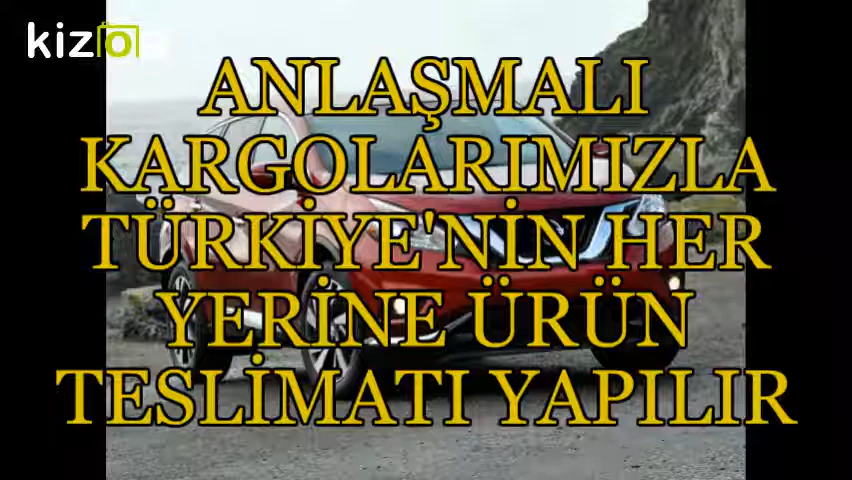 kizoa
ANLAŞMALI
KARGOLARIMIZLA
TÜRKİYE'NİN HER
YERİNE ÜRÜN
TESLİMATI YAPILIR